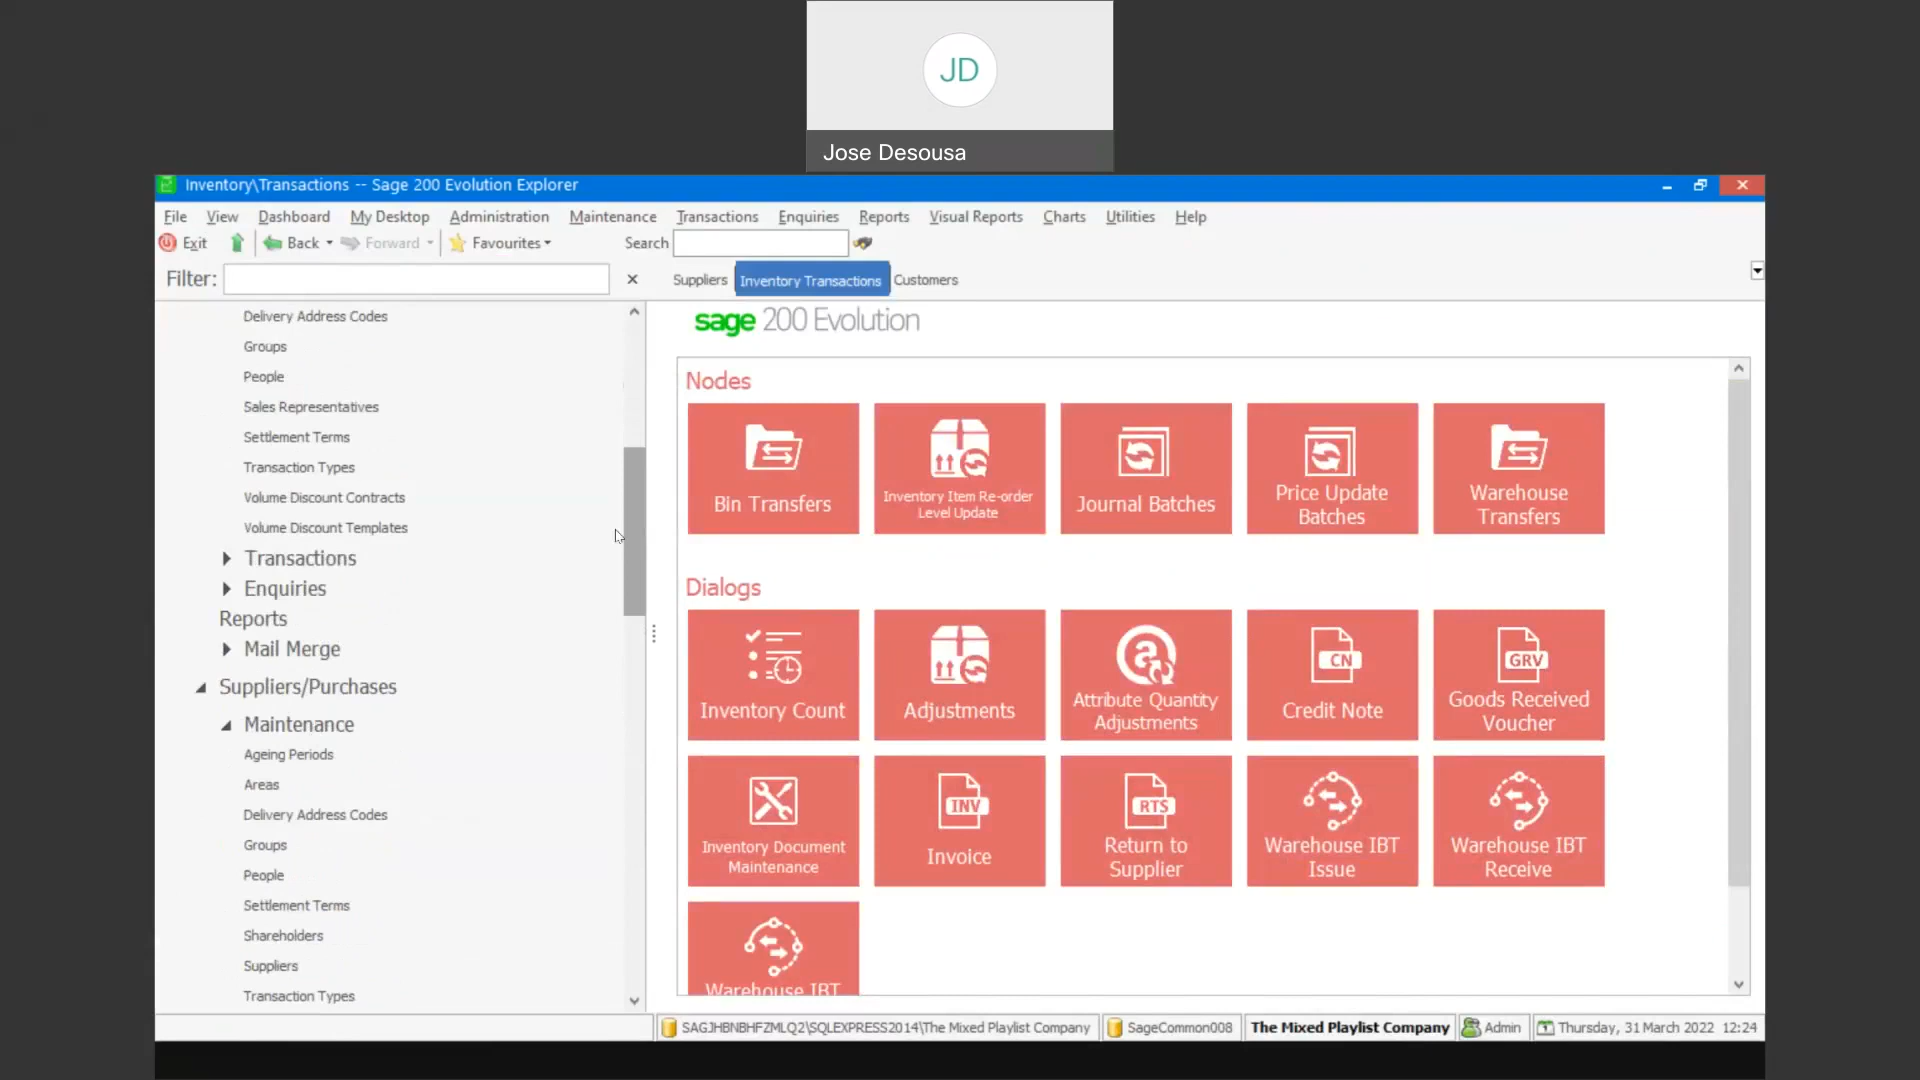 JD
Jose Desousa
Inventory\Transactions -- Sage 200 Evolution Explorer
File View Dashboard My Desktop Administration Maintenance Transactions Enquiries Reports Visual Reports Charts Utilities Help
Exit Back Forward Favourites Search
Filter: Suppliers Inventory Transactions Customers
Delivery Address Codes
Groups
People
Sales Representatives
Settlement Terms
Transaction Types
Volume Discount Contracts
Volume Discount Templates
Transactions
Enquiries
Reports
Mail Merge
Suppliers/Purchases
Maintenance
Ageing Periods
Areas
Delivery Address Codes
Groups
People
Settlement Terms
Shareholders
Suppliers
Transaction Types
sage 200 Evolution
Nodes
Bin Transfers
Inventory Item Re-order
Level Update
Journal Batches
Price Update
Batches
Warehouse
Transfers
Dialogs
Inventory Count
Adjustments
a
Attribute Quantity
Adjustments
CN
Credit Note
GRV
Goods Received
Voucher
Inventory Document
Maintenance
INV
Invoice
RTS
Return to
Supplier
Warehouse IBT
Issue
Warehouse IBT
Receive
Warehouse IBT
SAGJHBNBHFZMLQ2\SQLEXPRESS2014\The Mixed Playlist Company SageCommon008 The Mixed Playlist Company Admin 1 Thursday, 31 March 2022 12:24